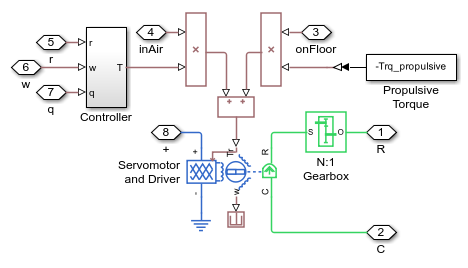 4
inAir
3
onFloor
5
r
6
w
7
q
r
w
q
T
Controller
×
×
-Trq_propulsive
Propulsive
Torque
+ +
8
+
Servomotor
and Driver
+
-
Tr
w
R
C
S
O
N:1
Gearbox
1
R
2
C